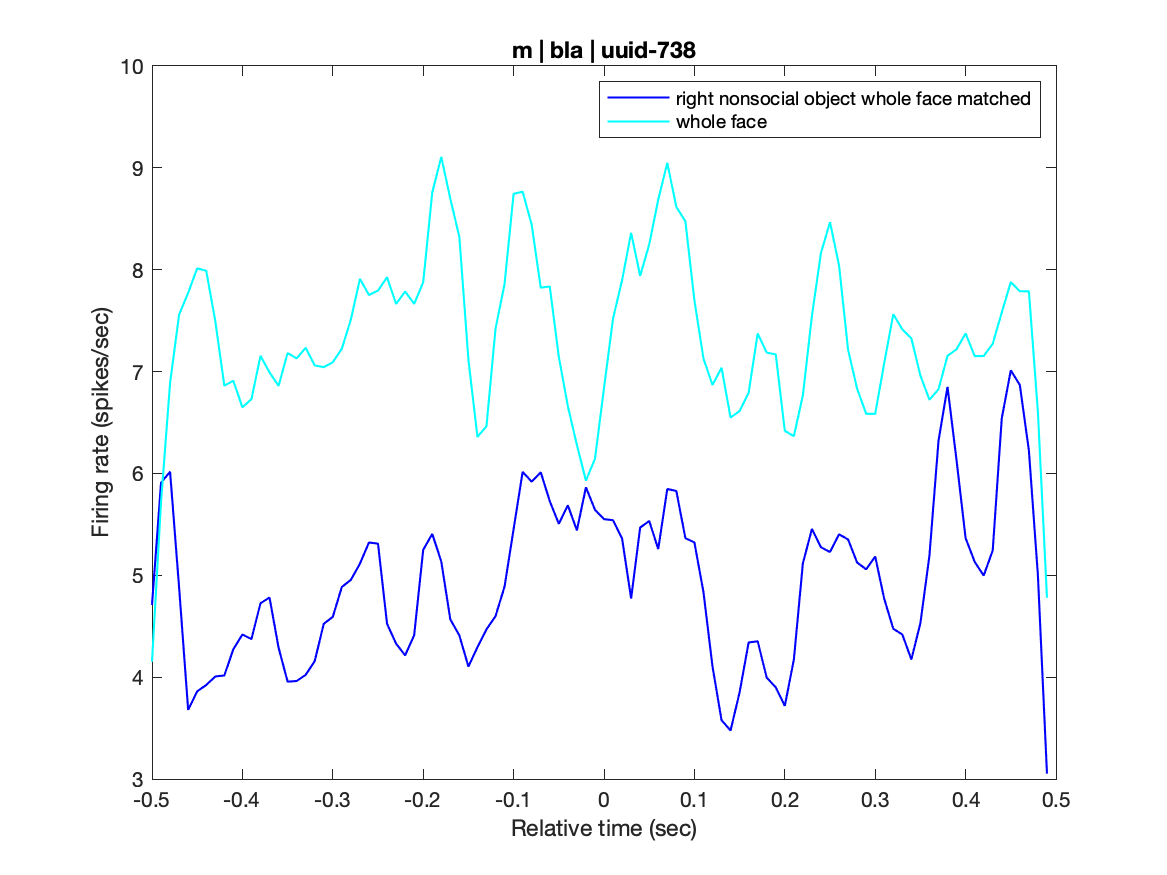 m | bla | uuid-738
right nonsocial object whole face matched
whole face
Firing rate (spikes/sec)
10
9
8
7
6
5
4
3
-0.5 -0.4 -0.3 -0.2 -0.1 0 0.1 0.2 0.3 0.4 0.5
Relative time (sec)